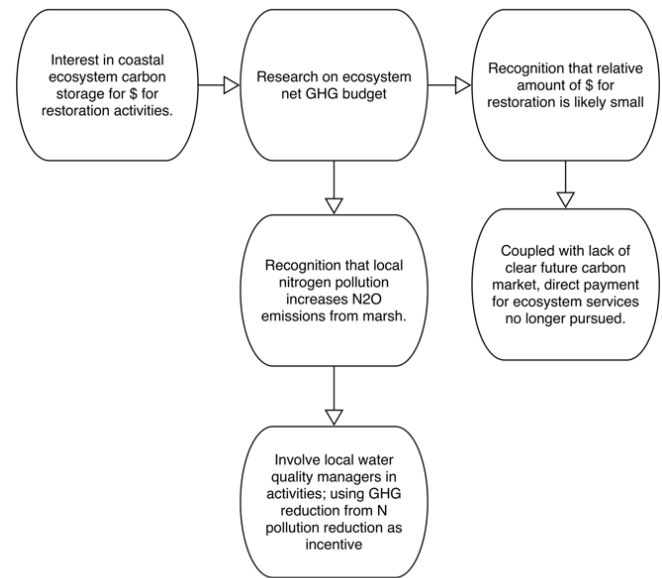 Interest in coastal
ecosystem carbon
storage for $ for
restoration activities.
Research on ecosystem
net GHG budget
Recognition that relative
amount of $ for
restoration is likely small
Recognition that local
nitrogen pollution
increases N2O
emissions from marsh.
Coupled with lack of
clear future carbon
market, direct payment
for ecosystem services
no longer pursued.
Involve local water
quality managers in
activities; using GHG
reduction from N
pollution reduction as
incentive